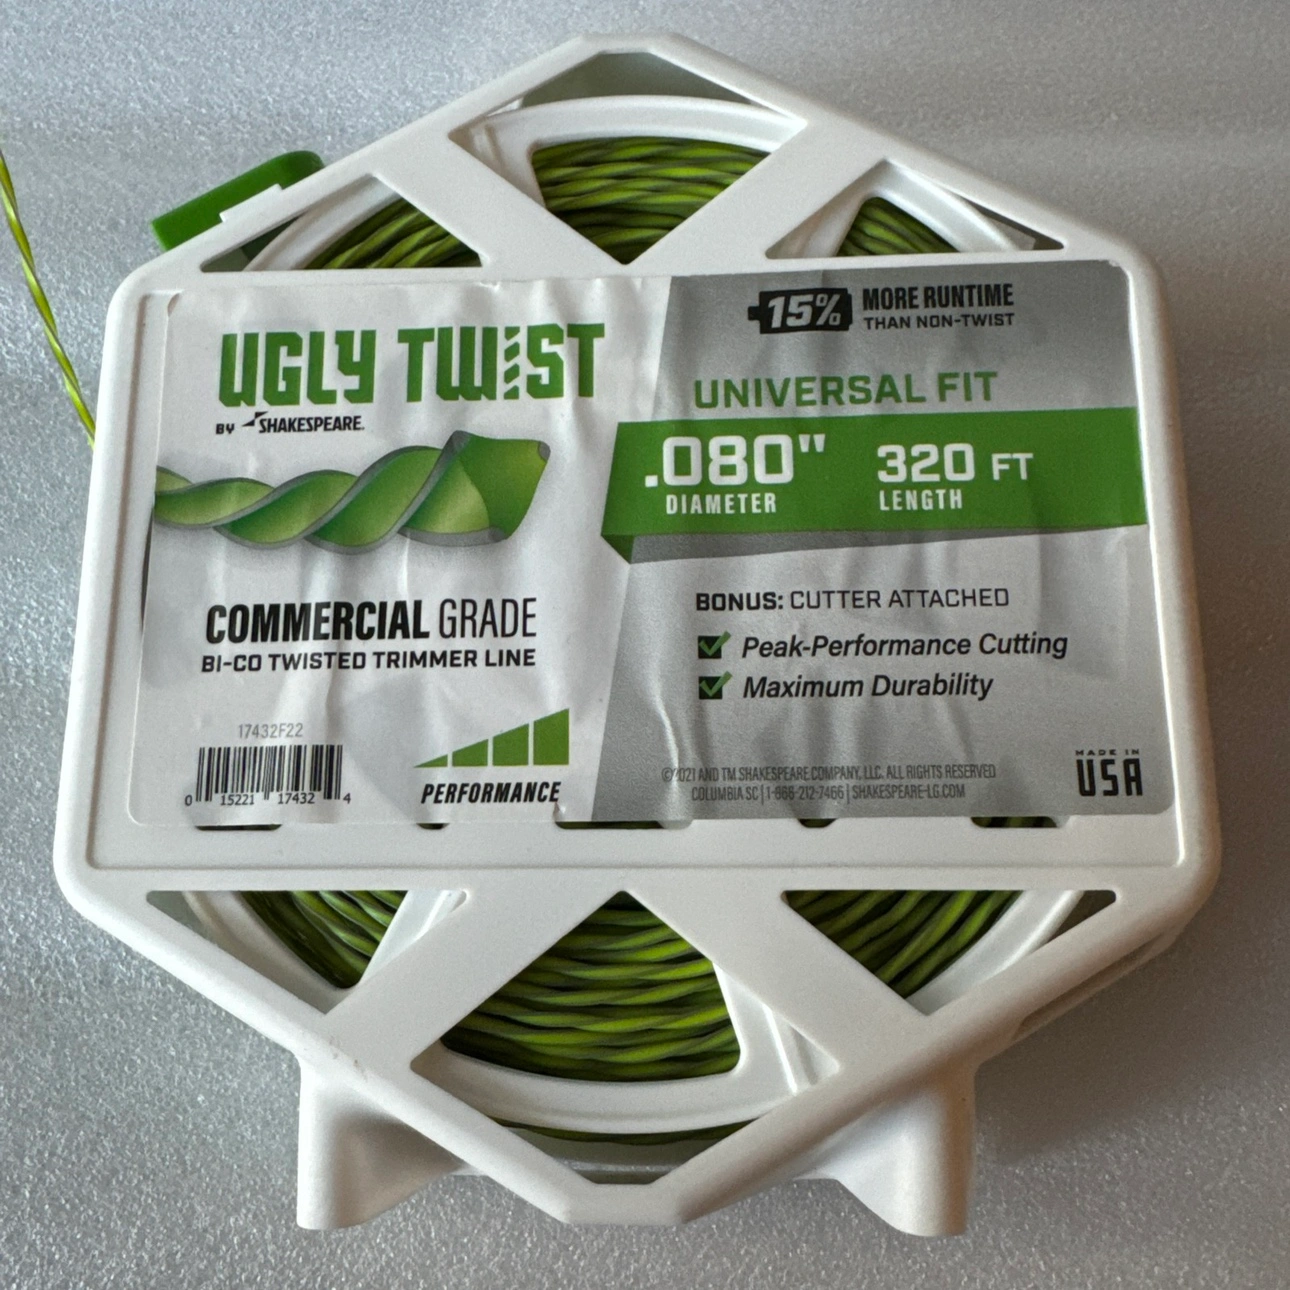 UGLY TWIST
BY SHAKESPEARE.
COMMERCIAL GRADE
BI-CO TWISTED TRIMMER LINE
17432F22
0 15221 17432 4
PERFORMANCE
15% MORE RUNTIME
THAN NON-TWIST
UNIVERSAL FIT
.080" 320 FT
DIAMETER LENGTH
BONUS: CUTTER ATTACHED
Peak-Performance Cutting
Maximum Durability
©2021 AND TM SHAKESPEARE COMPANY, LLC. ALL RIGHTS RESERVED
COLUMBIA SC | 1-866-212-7466 | SHAKESPEARE-LG.COM
MADE IN
USA